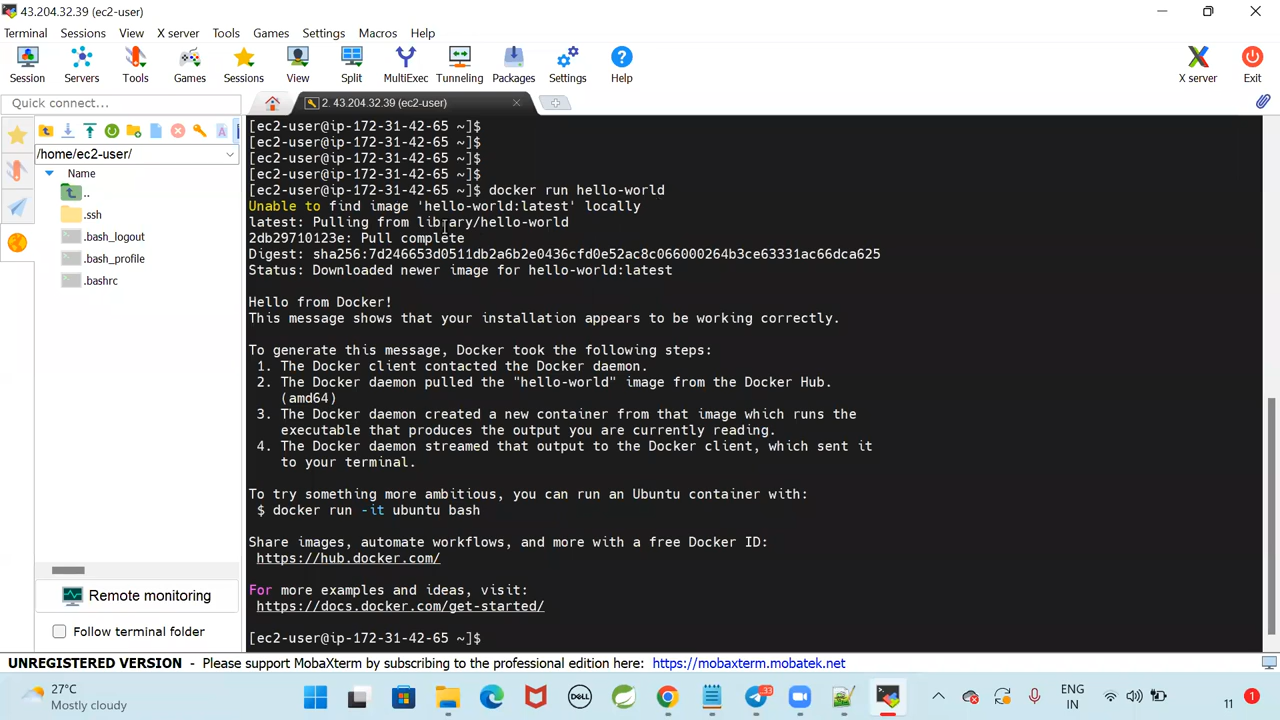 43.204.32.39 (ec2-user)
Terminal Sessions View X server Tools Games Settings Macros Help
Session Servers Tools Games Sessions View Split MultiExec Tunneling Packages Settings Help X server Exit
Quick connect...
2. 43.204.32.39 (ec2-user)
/home/ec2-user/
Name
..
.ssh
.bash_logout
.bash_profile
.bashrc
Remote monitoring
Follow terminal folder
[ec2-user@ip-172-31-42-65 ~]$
[ec2-user@ip-172-31-42-65 ~]$
[ec2-user@ip-172-31-42-65 ~]$
[ec2-user@ip-172-31-42-65 ~]$
[ec2-user@ip-172-31-42-65 ~]$ docker run hello-world
Unable to find image 'hello-world:latest' locally
latest: Pulling from library/hello-world
2db29710123e: Pull complete
Digest: sha256:7d246653d0511db2a6b2e0436cfd0e52ac8c066000264b3ce63331ac66dca625
Status: Downloaded newer image for hello-world:latest
Hello from Docker!
This message shows that your installation appears to be working correctly.
To generate this message, Docker took the following steps:
1. The Docker client contacted the Docker daemon.
2. The Docker daemon pulled the "hello-world" image from the Docker Hub.
(amd64)
3. The Docker daemon created a new container from that image which runs the
executable that produces the output you are currently reading.
4. The Docker daemon streamed that output to the Docker client, which sent it
to your terminal.
To try something more ambitious, you can run an Ubuntu container with:
$ docker run -it ubuntu bash
Share images, automate workflows, and more with a free Docker ID:
https://hub.docker.com/
For more examples and ideas, visit:
https://docs.docker.com/get-started/
[ec2-user@ip-172-31-42-65 ~]$
UNREGISTERED VERSION - Please support MobaXterm by subscribing to the professional edition here: https://mobaxterm.mobatek.net
27°C
Mostly cloudy
DELL
33
ENG
IN
11
1